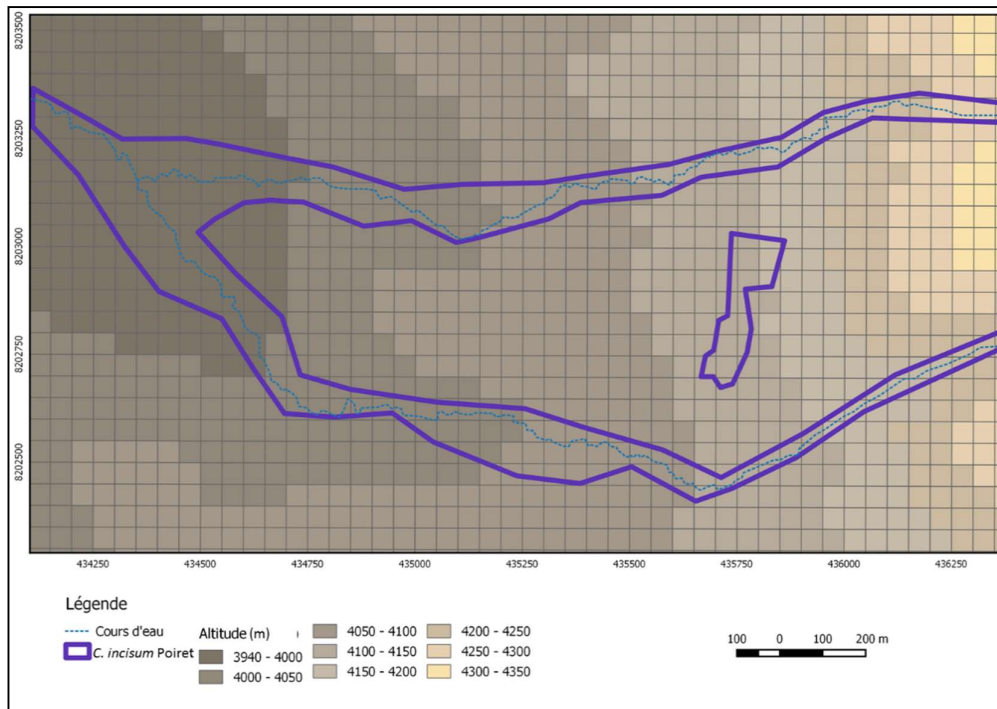 8203500
8203250
8203000
8202750
8202500
434250 434500 434750 435000 435250 435500 435750 436000 436250
Légende
Cours d'eau
C. incisum Poiret
Altitude (m)
3940 - 4000
4000 - 4050
4050 - 4100
4100 - 4150
4150 - 4200
4200 - 4250
4250 - 4300
4300 - 4350
100 0 100 200 m